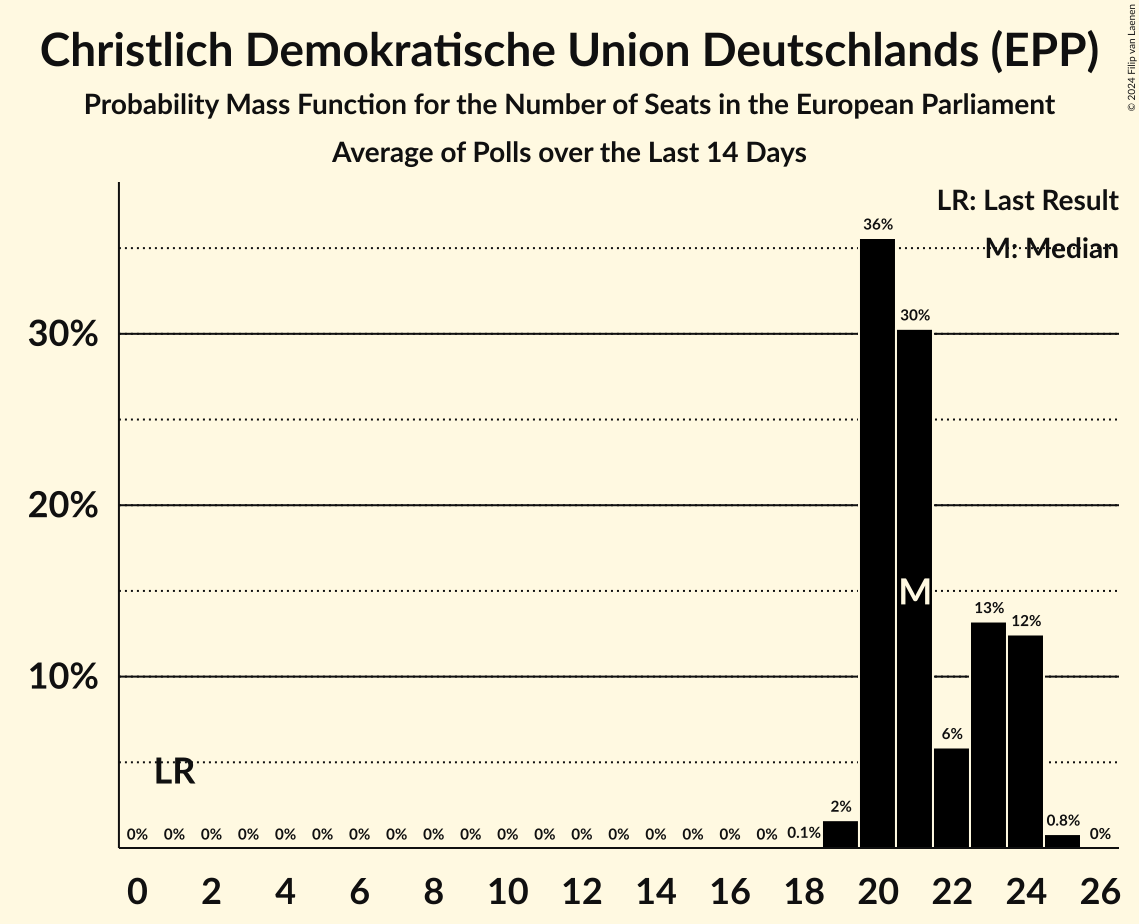 Christlich Demokratische Union Deutschlands (EPP)
Probability Mass Function for the Number of Seats in the European Parliament
Average of Polls over the Last 14 Days
© 2024 Filip van Laenen
LR: Last Result
M: Median
36%
30%
30%
20%
M
13%
12%
10%
6%
LR
2%
0% 0% 0% 0% 0% 0% 0% 0% 0% 0% 0% 0% 0% 0% 0% 0% 0% 0% 0.1% 0.8% 0%
0 2 4 6 8 10 12 14 16 18 20 22 24 26